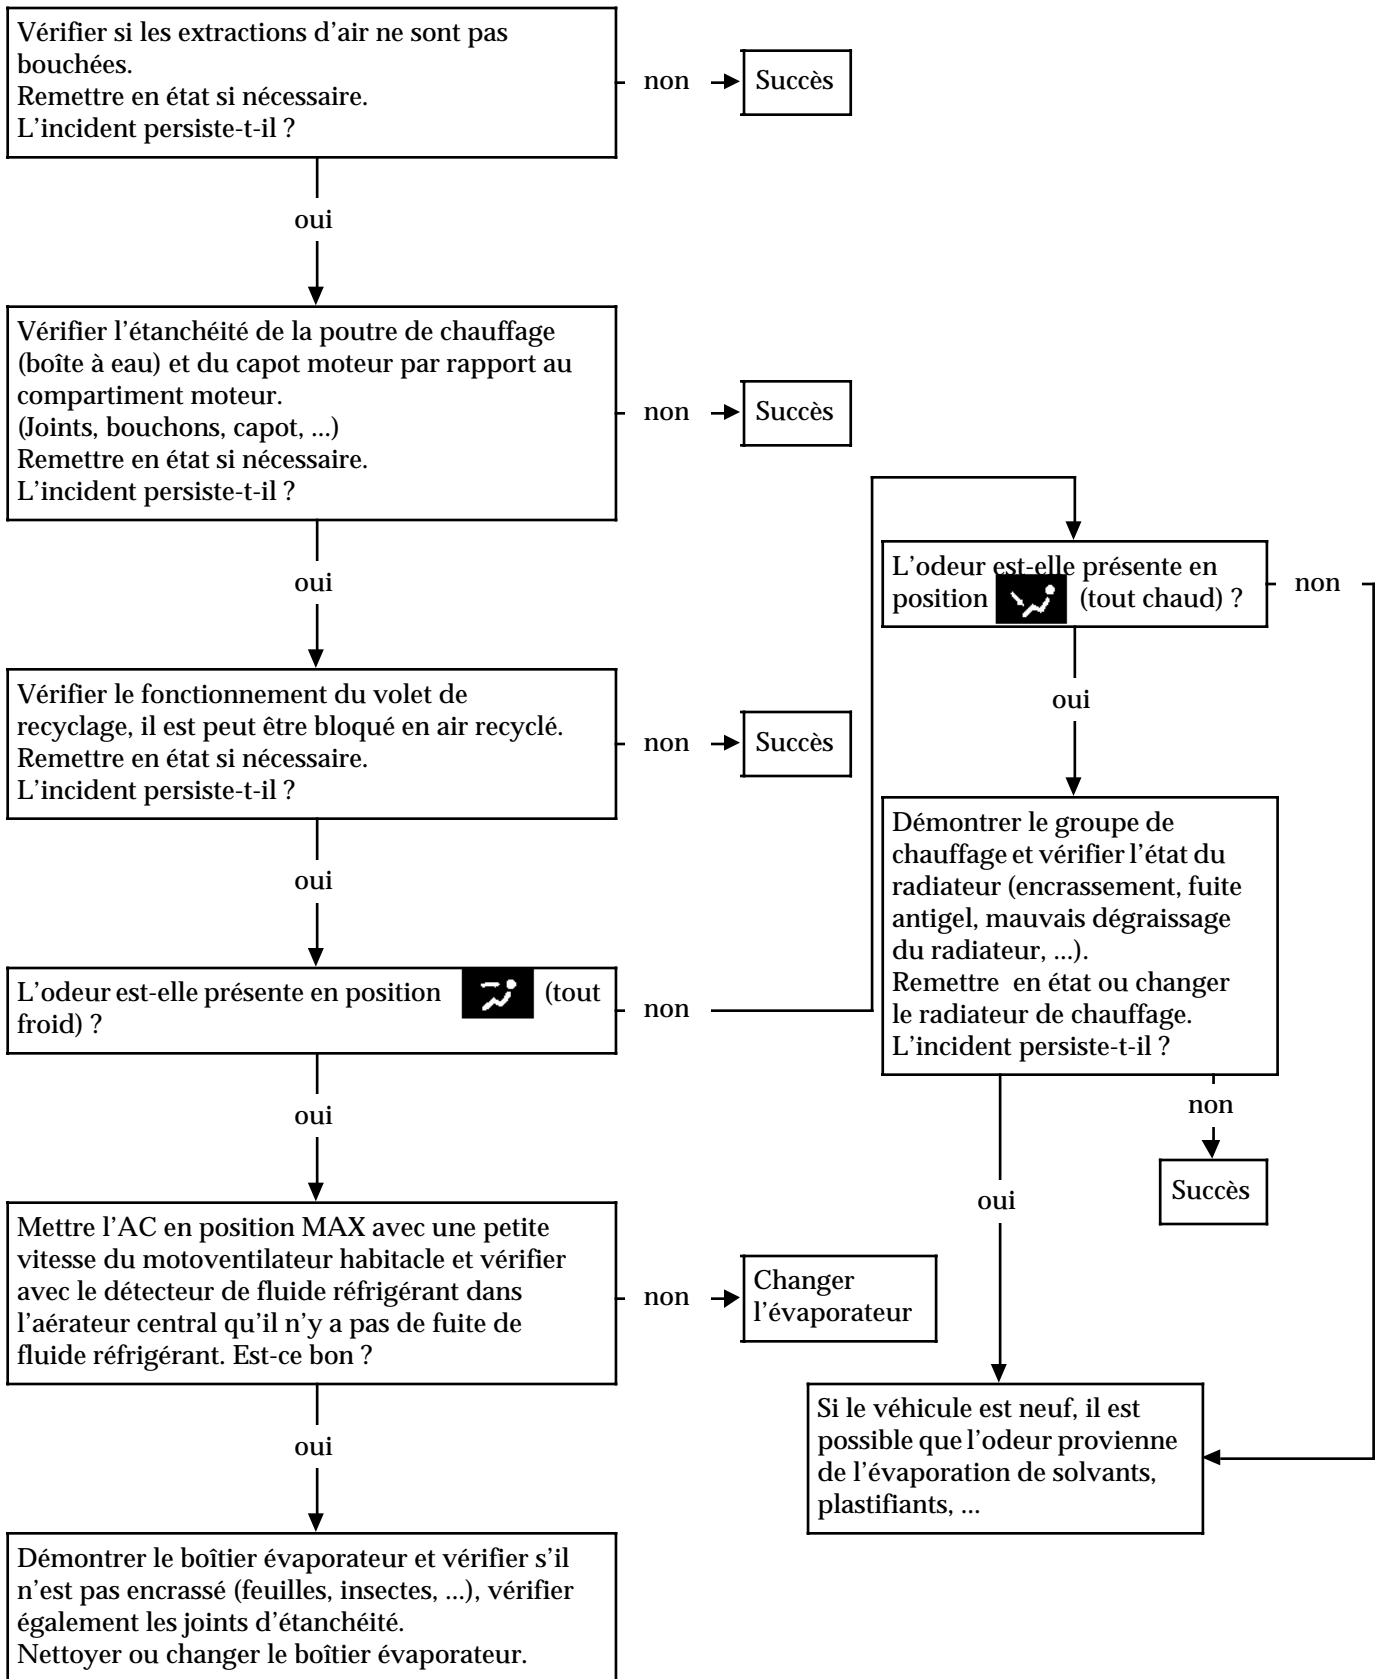 Vérifier si les extractions d'air ne sont pas
bouchées.
Remettre en état si nécessaire.
L'incident persiste-t-il ?
non
Succès
oui
Vérifier l'étanchéité de la poutre de chauffage
(boîte à eau) et du capot moteur par rapport au
compartiment moteur.
(Joints, bouchons, capot, ...)
Remettre en état si nécessaire.
L'incident persiste-t-il ?
non
Succès
oui
Vérifier le fonctionnement du volet de
recyclage, il est peut être bloqué en air recyclé.
Remettre en état si nécessaire.
L'incident persiste-t-il ?
non
Succès
oui
L'odeur est-elle présente en position (tout
froid) ?
non
oui
Mettre l'AC en position MAX avec une petite
vitesse du motoventilateur habitacle et vérifier
avec le détecteur de fluide réfrigérant dans
l'aérateur central qu'il n'y a pas de fuite de
fluide réfrigérant. Est-ce bon ?
non
Changer
l'évaporateur
oui
Démontrer le boîtier évaporateur et vérifier s'il
n'est pas encrassé (feuilles, insectes, ...), vérifier
également les joints d'étanchéité.
Nettoyer ou changer le boîtier évaporateur.
L'odeur est-elle présente en
position (tout chaud) ?
non
oui
Démontrer le groupe de
chauffage et vérifier l'état du
radiateur (encrassement, fuite
antigel, mauvais dégraissage
du radiateur, ...).
Remettre en état ou changer
le radiateur de chauffage.
L'incident persiste-t-il ?
non
Succès
oui
Si le véhicule est neuf, il est
possible que l'odeur provienne
de l'évaporation de solvants,
plastifiants, ...